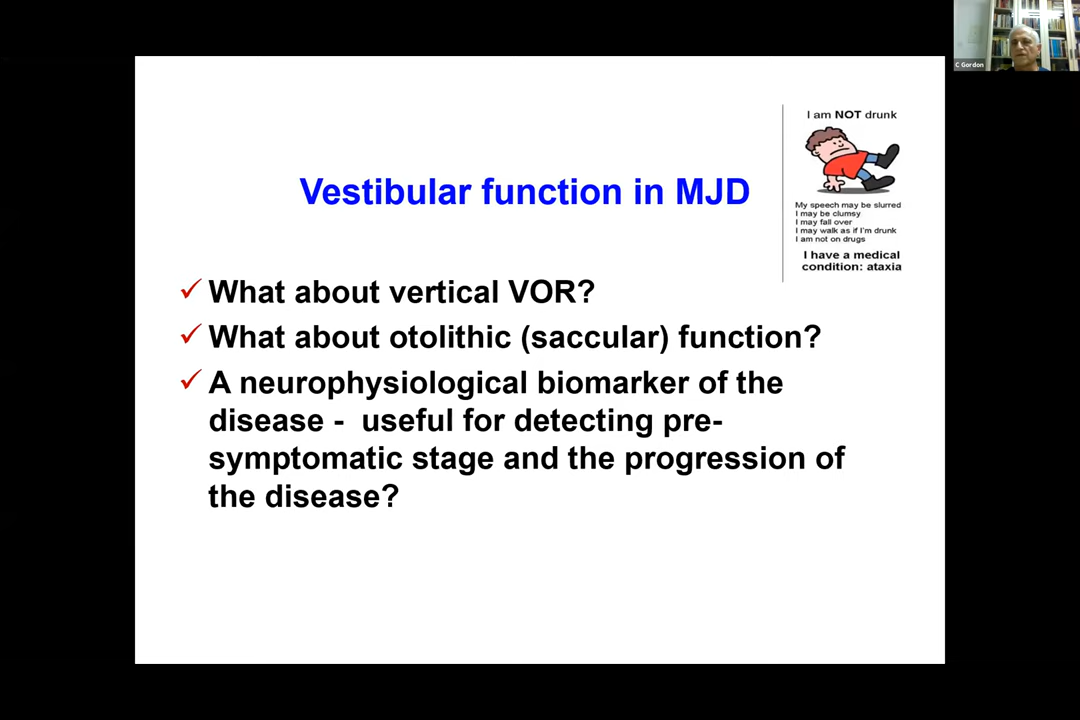 C Gordon
I am NOT drunk
My speech may be slurred
I may be clumsy
I may fall over
I may walk as if I'm drunk
I am not on drugs
I have a medical
condition: ataxia
Vestibular function in MJD
What about vertical VOR?
What about otolithic (saccular) function?
A neurophysiological biomarker of the
disease - useful for detecting pre-
symptomatic stage and the progression of
the disease?